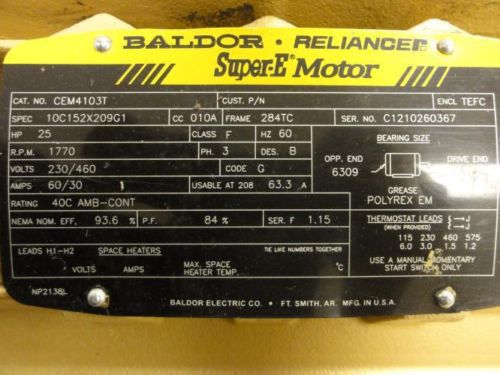 BALDOR · RELIANCE
Super-E Motor
CAT. NO. CEM4103T CUST. P/N ENCL TEFC
SPEC 10C152X209G1 CC 010A FRAME 284TC SER. NO. C1210260367
HP 25 CLASS F HZ 60
R.P.M. 1770 PH. 3 DES. B
VOLTS 230/460 CODE G
AMPS 60/30 USABLE AT 208 63.3 A
RATING 40C AMB-CONT
NEMA NOM. EFF. 93.6 % P.F. 84 % SER. F 1.15
LEADS H1-H2 SPACE HEATERS TIE LIKE NUMBERS TOGETHER
VOLTS AMPS MAX. SPACE HEATER TEMP. °C
BEARING SIZE
OPP. END DRIVE END
6309
GREASE
POLYREX EM
THERMOSTAT LEADS J
(WHEN PROVIDED) J
115 230 460 575
6.0 3.0 1.5 1.2
USE A MANUAL MOMENTARY
START SWITCH ONLY
NP2138L
BALDOR ELECTRIC CO. • FT. SMITH, AR. MFG. IN U.S.A.